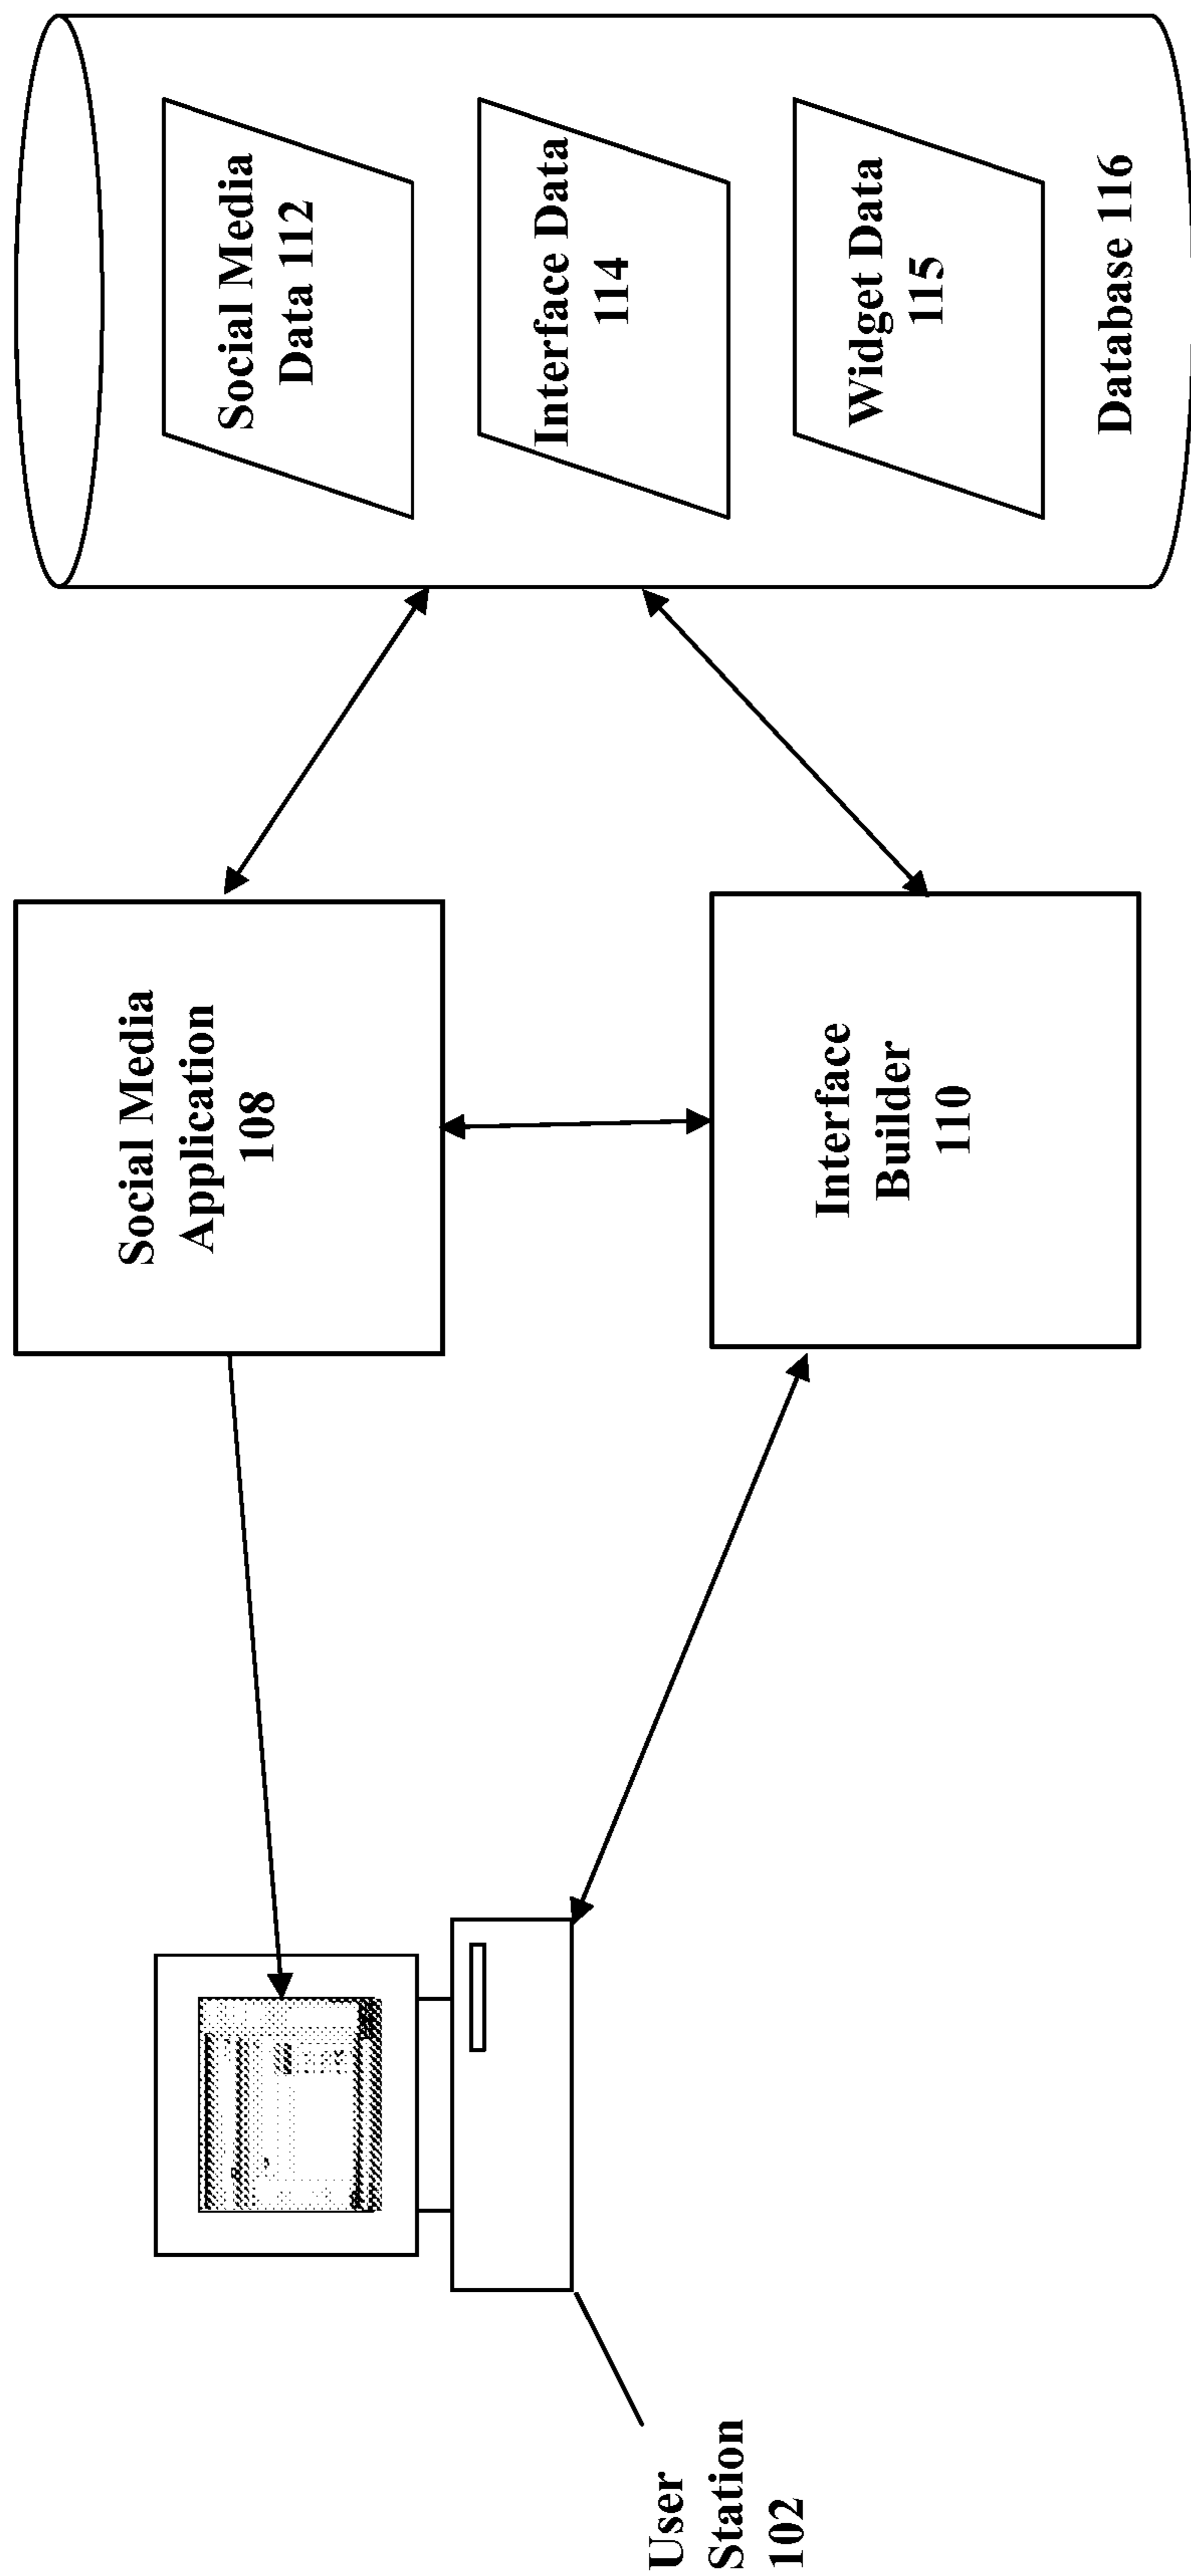 User
Station
102
Social Media
Application
108
Interface
Builder
110
Social Media
Data 112
Interface Data
114
Widget Data
115
Database 116